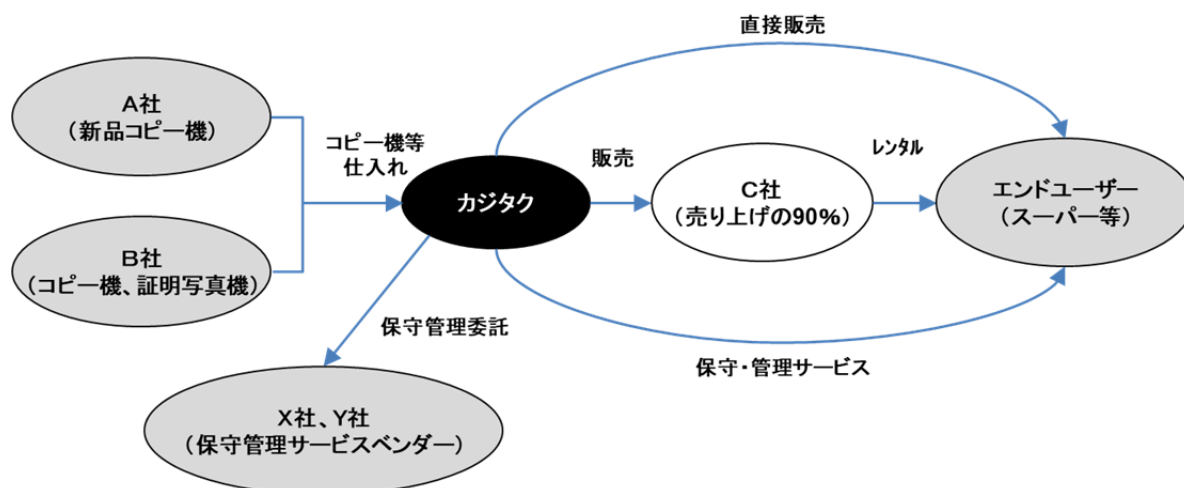 直接販売
A社
（新品コピー機）
コピー機等
仕入れ
販売
レンタル
カジタク
C社
（売り上げの90％）
エンドユーザー
（スーパー等）
B社
（コピー機、証明写真機）
保守管理委託
保守・管理サービス
X社、Y社
（保守管理サービスベンダー）